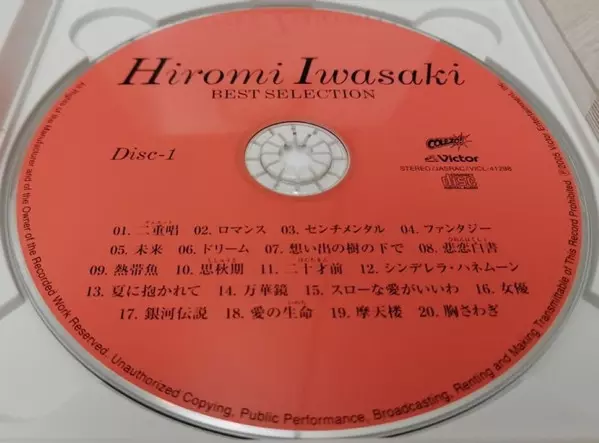 Hiromi Iwasaki
BEST SELECTION
Disc-1
COLEZO!
Victor
STEREO/JASRAC/VICL-41296
COMPACT
disc
DIGITAL AUDIO
01. 二重唱 02. ロマンス 03. センチメンタル 04. ファンタジー
05. 未来 06. ドリーム 07. 想い出の樹の下で 08. 悲恋白書
09. 熱帯魚 10. 思秋期 11. 二十才前 12. シンデレラ・ハネムーン
13. 夏に抱かれて 14. 万華鏡 15. スローな愛がいいわ 16. 女優
17. 銀河伝説 18. 愛の生命 19. 摩天楼 20. 胸さわぎ
All Rights of the Manufacturer and of the Owner of the Recorded Work Reserved. Unauthorized Copying, Public Performance, Broadcasting, Renting and Making Transmittable of This Record Prohibited.